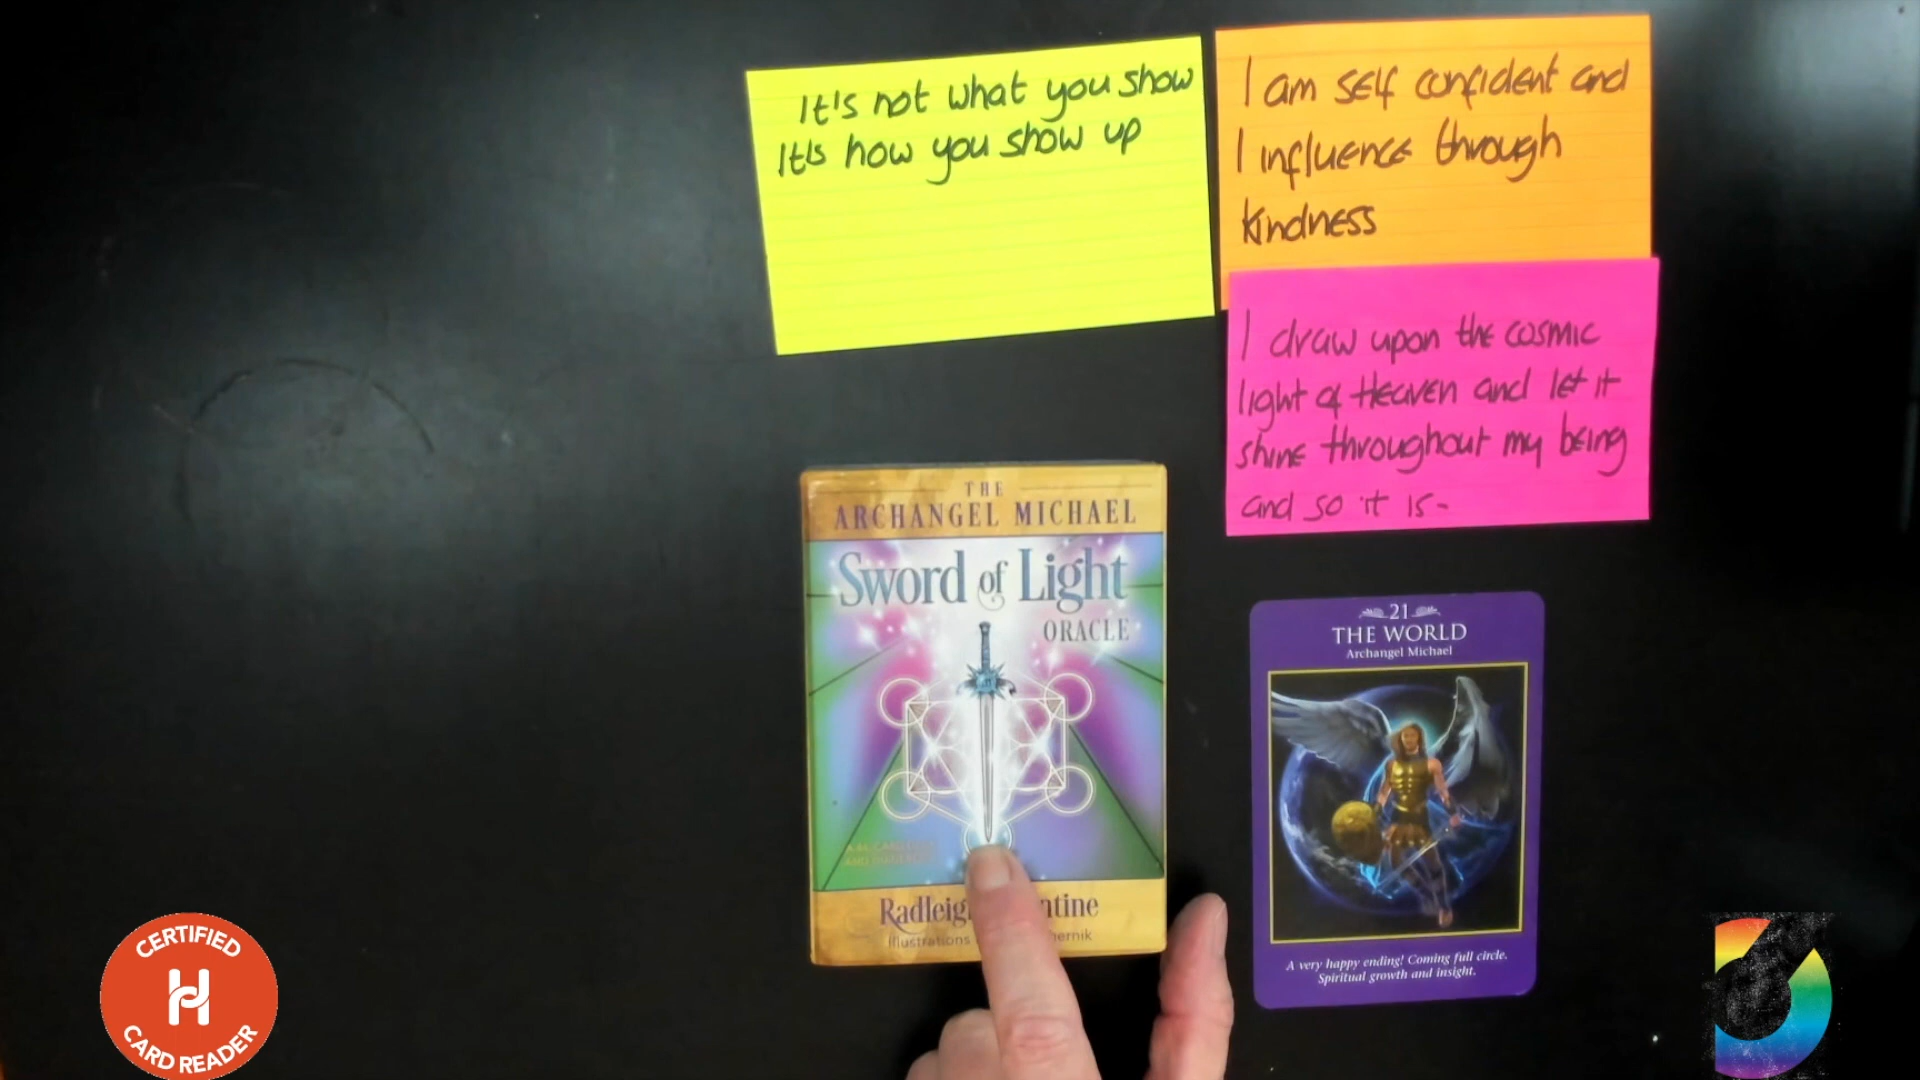 It's not what you show
It's how you show up
I am self confident and
I influence through
kindness
I draw upon the cosmic
light of Heaven and let it
shine throughout my being
and so it is-
THE
ARCHANGEL MICHAEL
Sword of Light
ORACLE
Illustrations
21
THE WORLD
Archangel Michael
A very happy ending! Coming full circle.
Spiritual growth and insight.
CERTIFIED
H
CARD READER